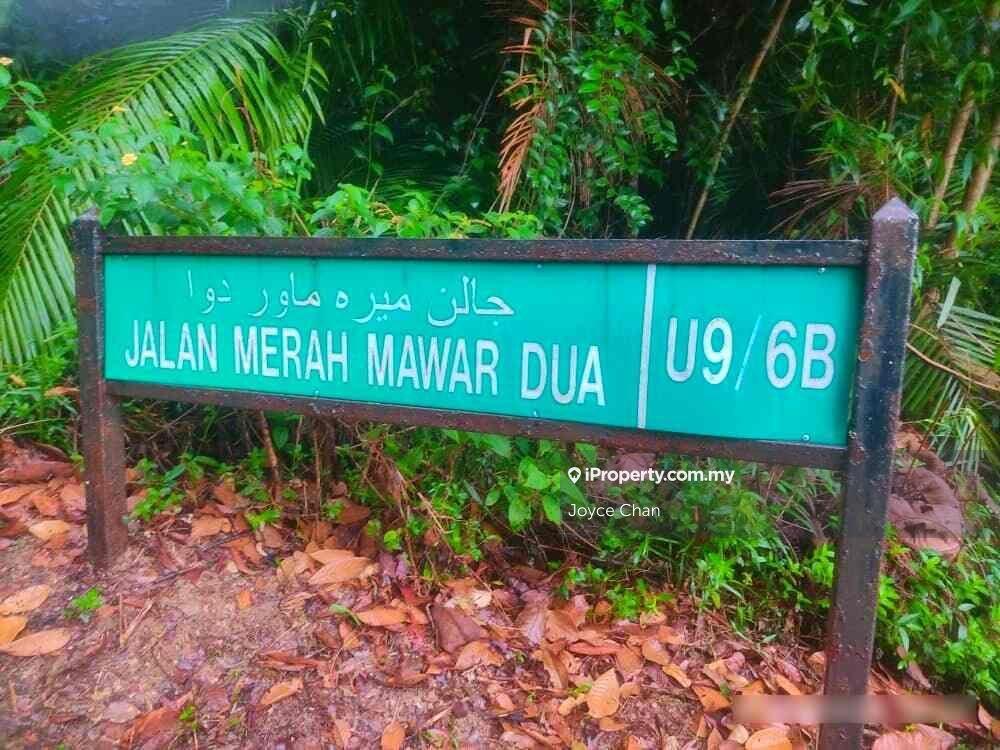 جالن ميره ماور دوا
JALAN MERAH MAWAR DUA
U9/6B
iProperty.com.my
Joyce Chan